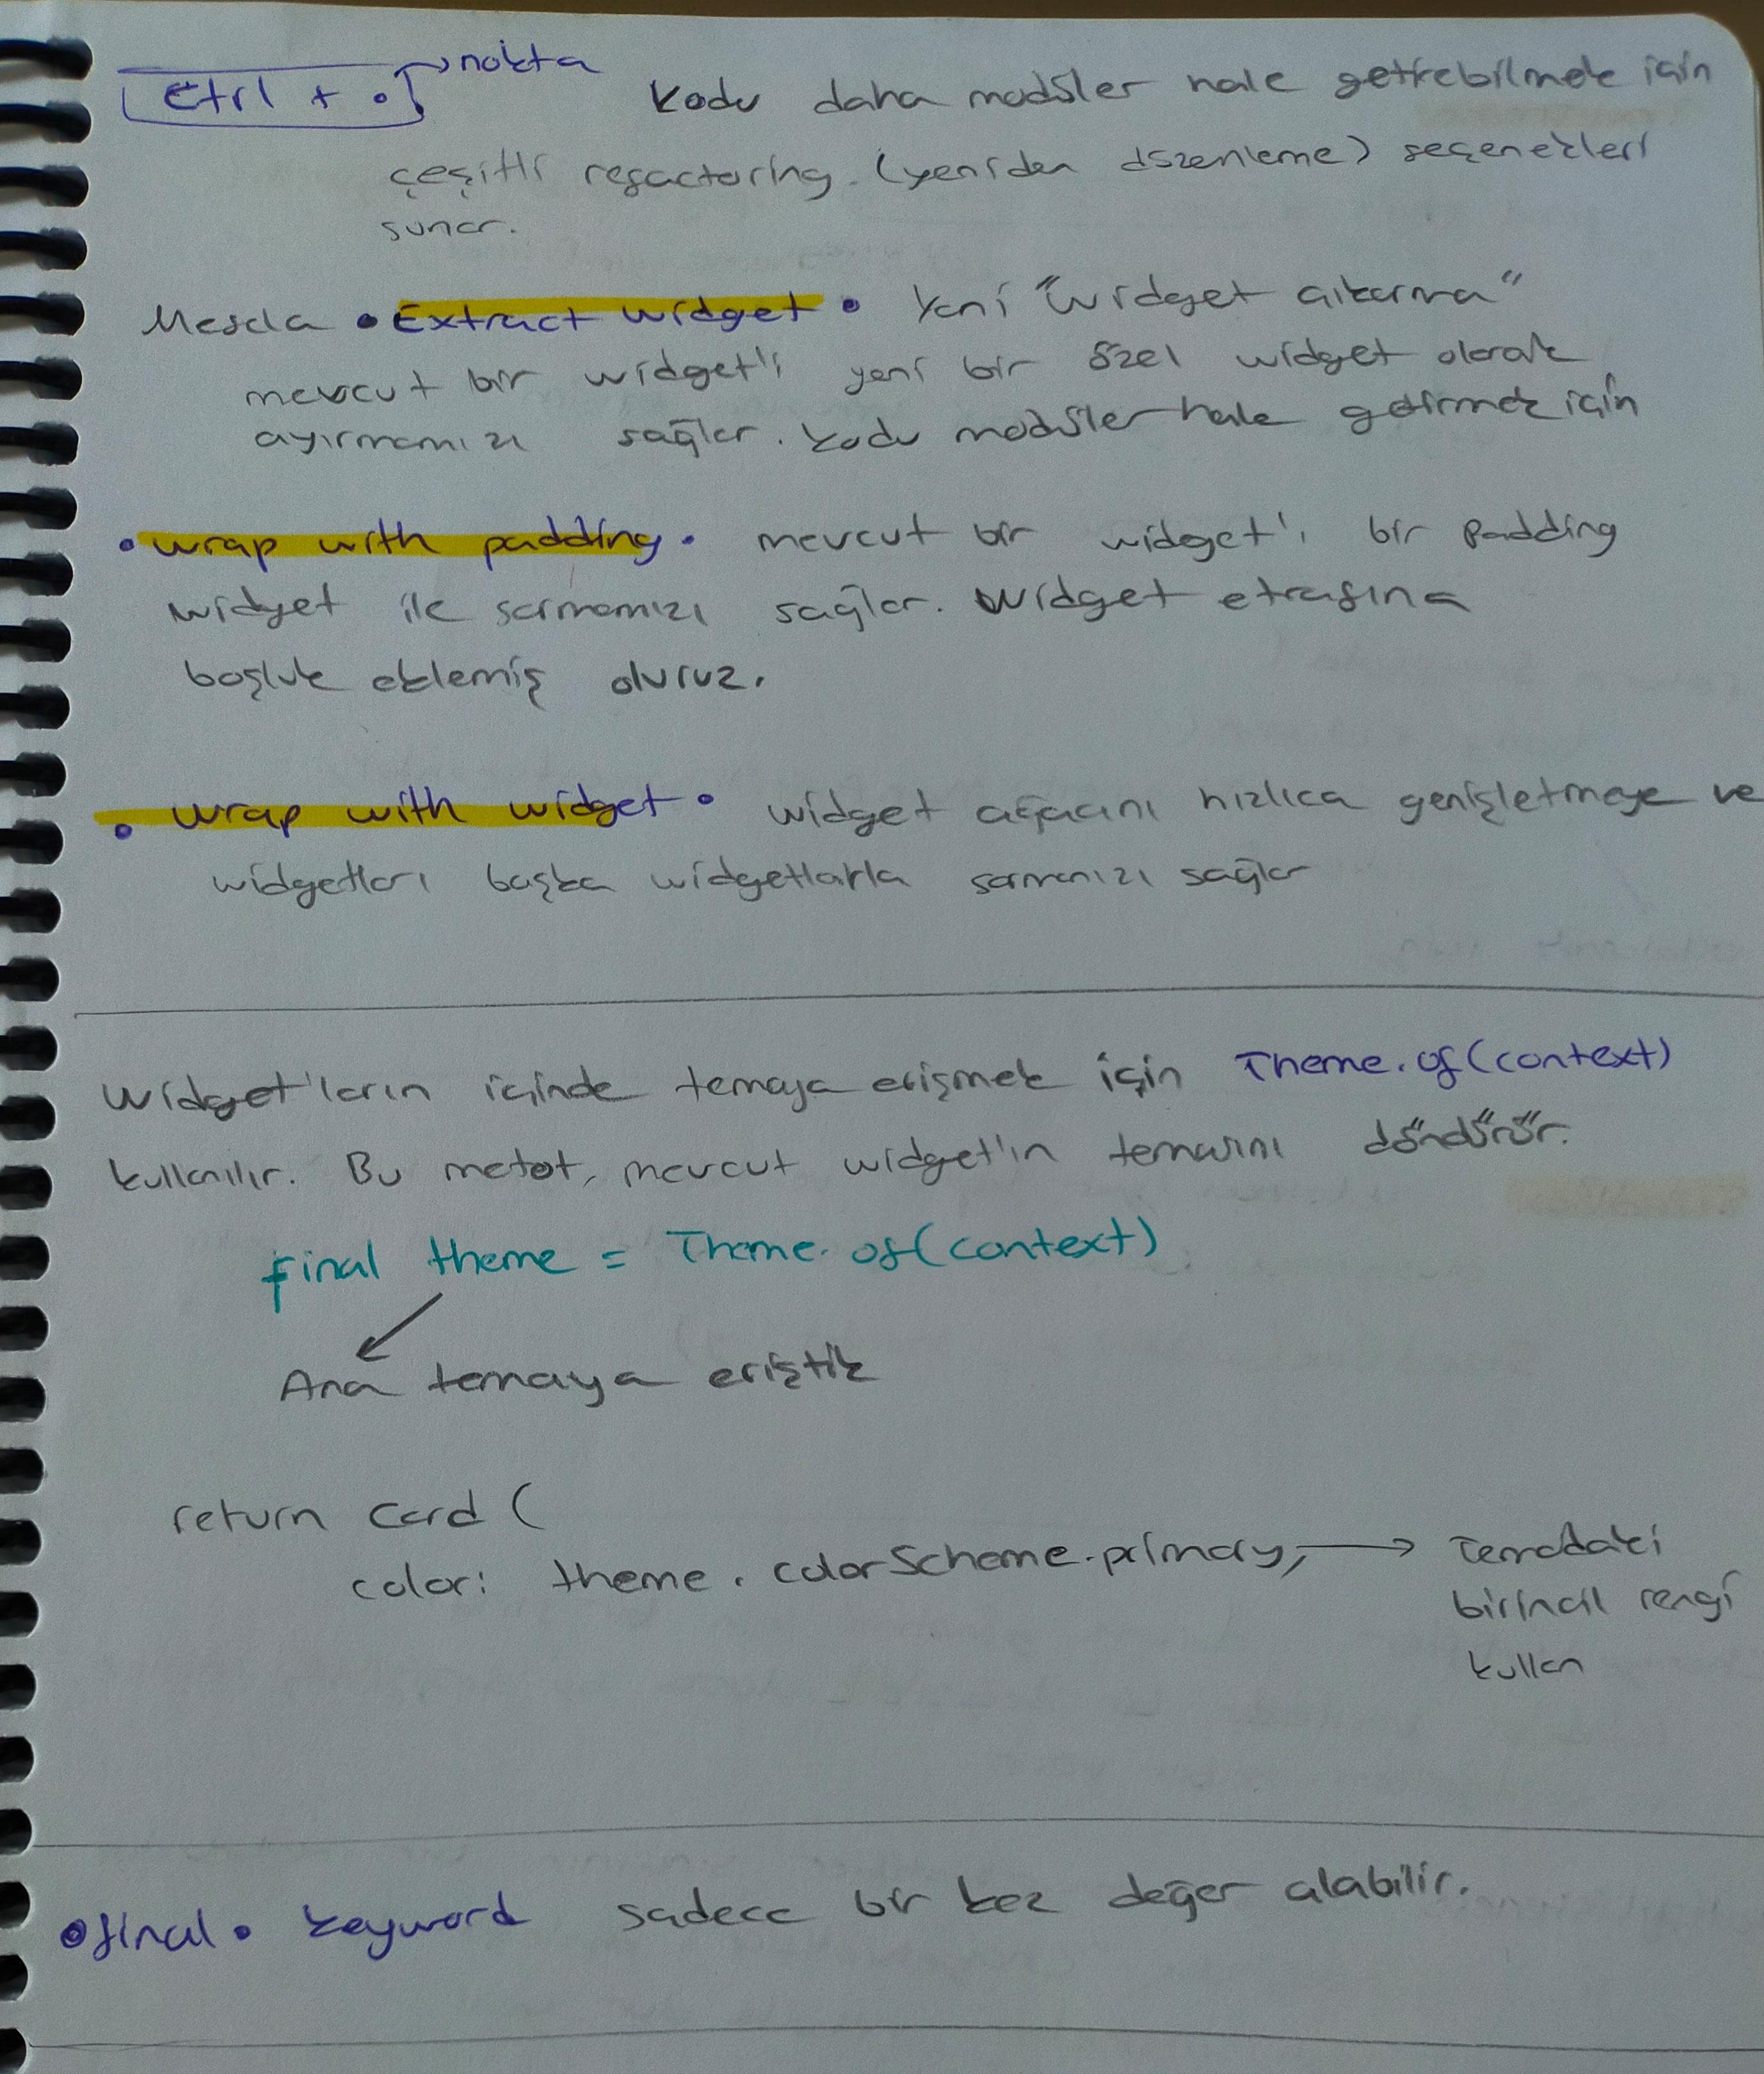 Ctrl + . → nokta Kodu daha modüler hale getirebilmek için
çeşitli refactoring (yeniden düzenleme) seçenekleri
sunar.
Mesela • Extract widget • Yeni "widget çıkarma"
mevcut bir widget'ı yeni bir özel widget olarak
ayırmamızı sağlar. Kodu modüler hale getirmek için
• wrap with padding • mevcut bir widget'ı bir padding
widget ile sarmamızı sağlar. Widget etrafına
boşluk eklemiş oluruz.
• wrap with widget • widget ağacını hızlıca genişletmeye ve
widgetları başka widgetlarla sarmanızı sağlar
Widget'ların içinde temaya erişmek için Theme.of(context)
kullanılır. Bu metot, mevcut widget'ın temasını döndürür.
final theme = Theme.of(context)
Ana temaya eriştik
return Card (
color: theme.colorScheme.primary, → Temadaki
birincil rengi
kullan
• final • keyword sadece bir kez değer alabilir.